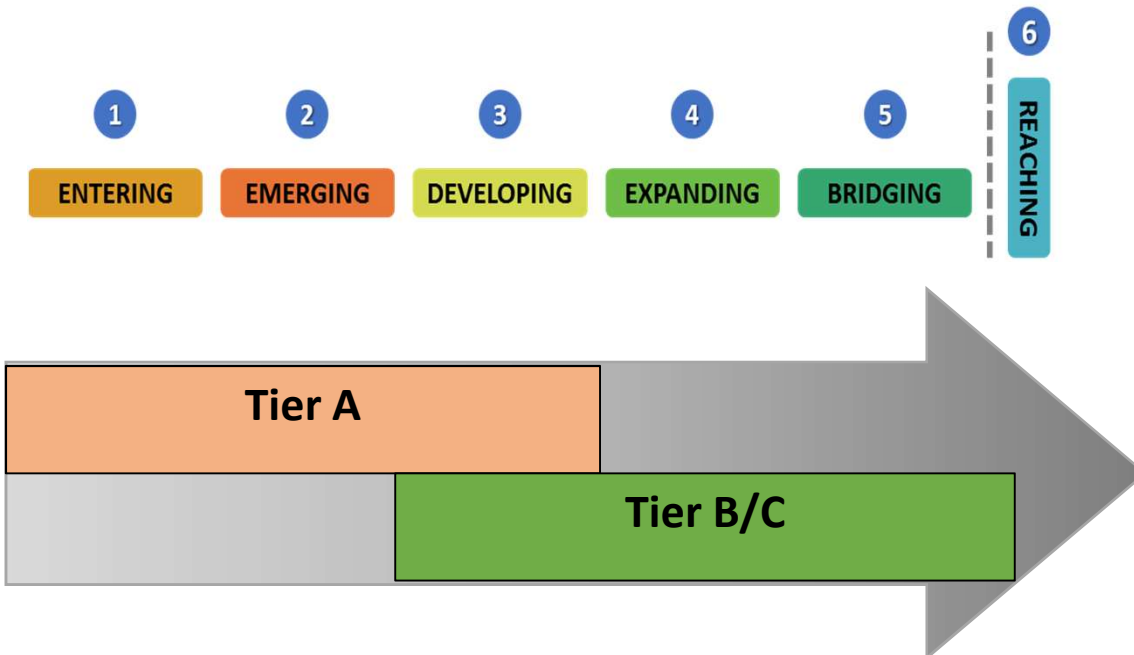 1 2 3 4 5 6
ENTERING EMERGING DEVELOPING EXPANDING BRIDGING REACHING
Tier A
Tier B/C